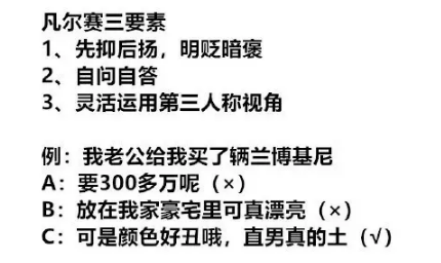 凡尔赛三要素
1、先抑后扬，明贬暗褒
2、自问自答
3、灵活运用第三人称视角
例：我老公给我买了辆兰博基尼
A：要300多万呢（×）
B：放在我家豪宅里可真漂亮（×）
C：可是颜色好丑哦，直男真的土（√）